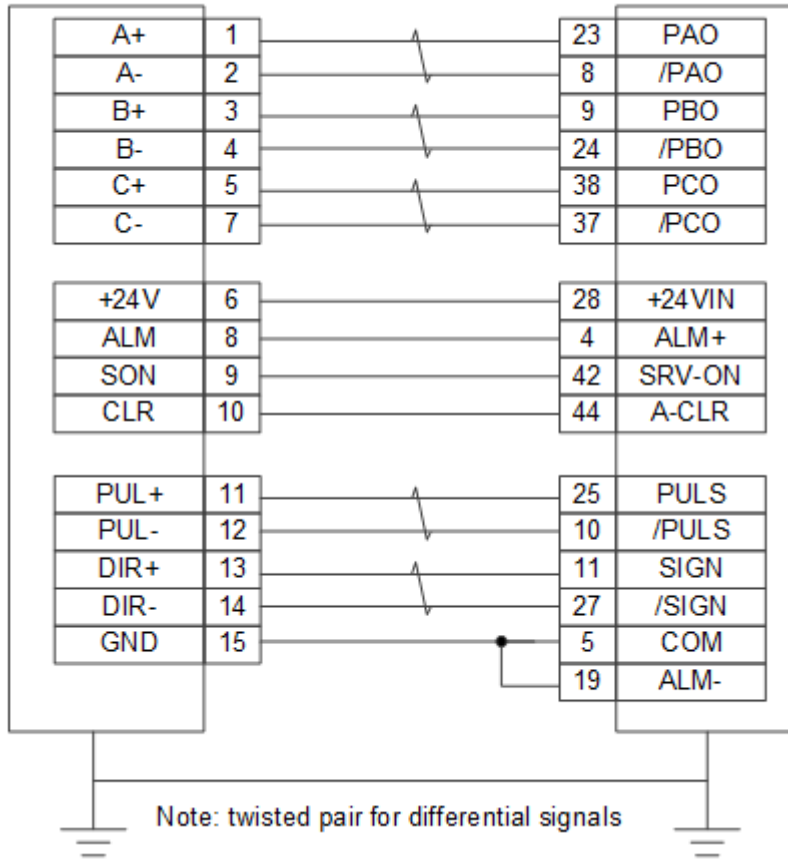 A+ 1 23 PAO
A- 2 8 /PAO
B+ 3 9 PBO
B- 4 24 /PBO
C+ 5 38 PCO
C- 7 37 /PCO
+24V 6 28 +24VIN
ALM 8 4 ALM+
SON 9 42 SRV-ON
CLR 10 44 A-CLR
PUL+ 11 25 PULS
PUL- 12 10 /PULS
DIR+ 13 11 SIGN
DIR- 14 27 /SIGN
GND 15 5 COM
19 ALM-
Note: twisted pair for differential signals